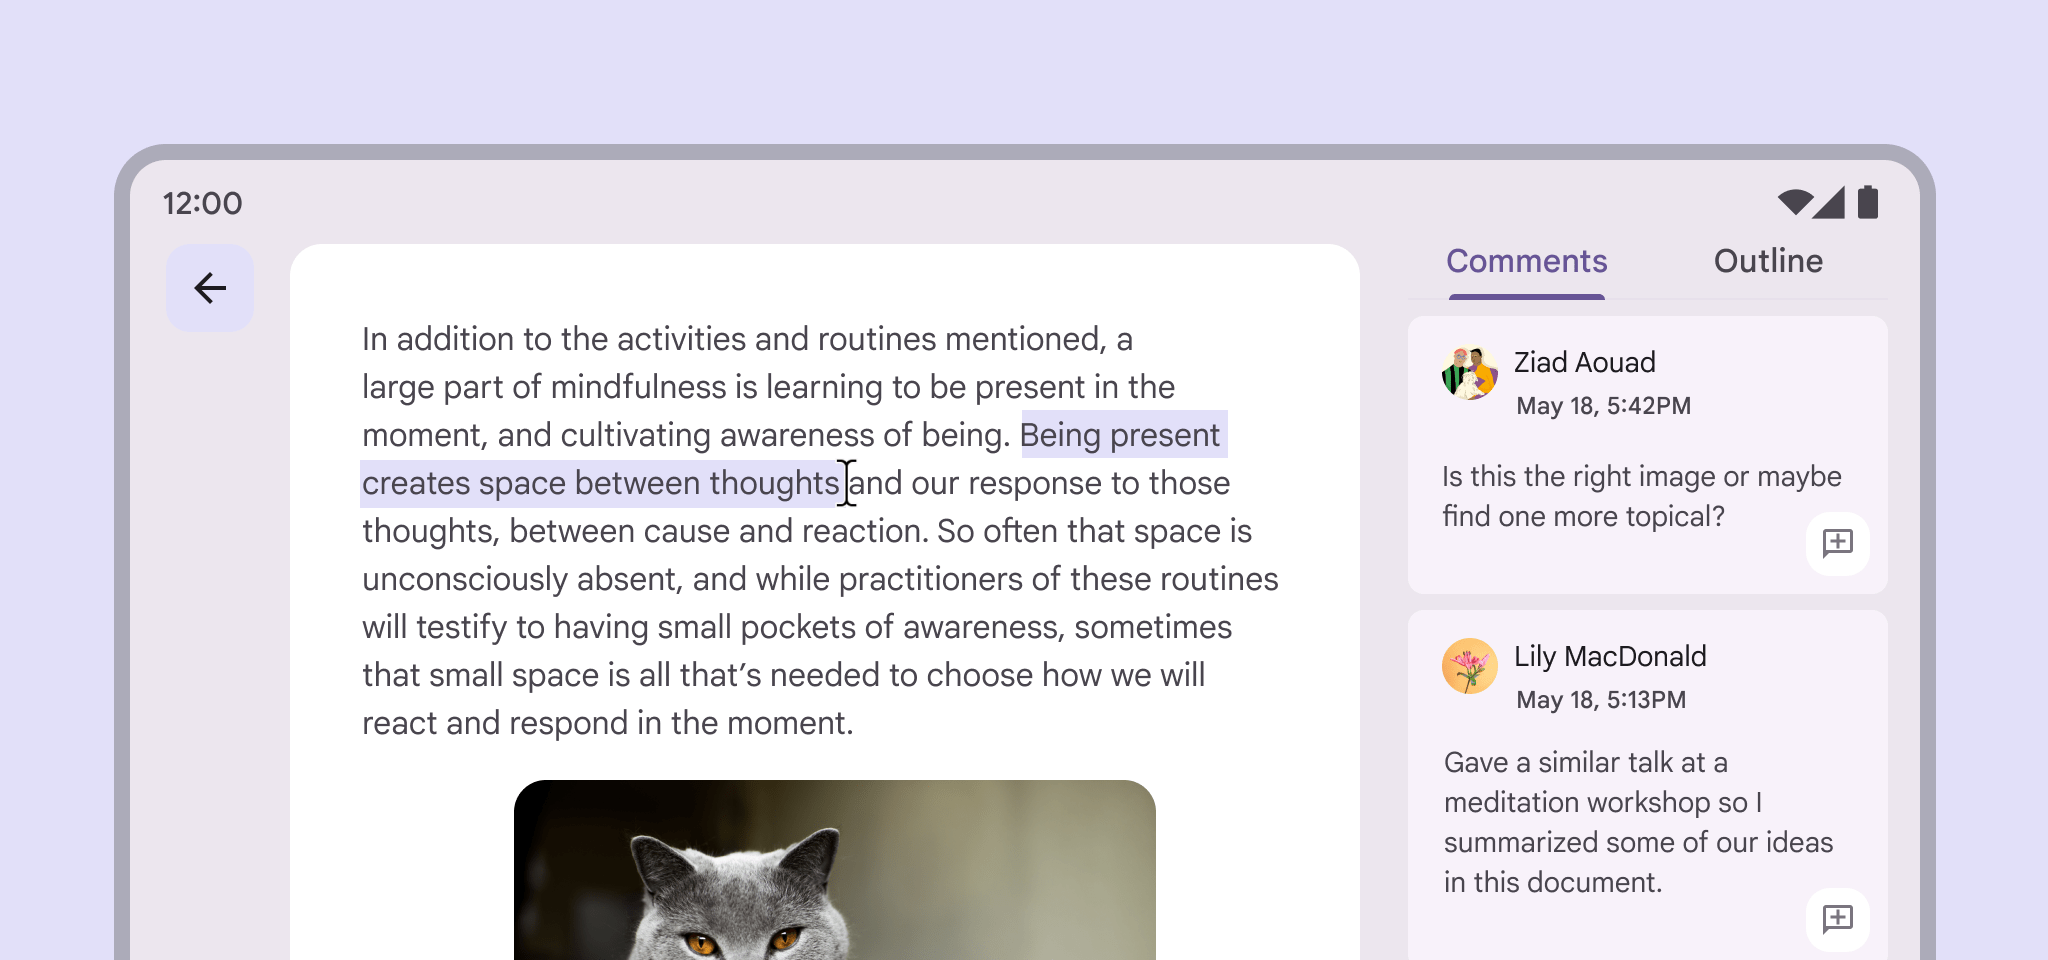 12:00
In addition to the activities and routines mentioned, a
large part of mindfulness is learning to be present in the
moment, and cultivating awareness of being. Being present
creates space between thoughts and our response to those
thoughts, between cause and reaction. So often that space is
unconsciously absent, and while practitioners of these routines
will testify to having small pockets of awareness, sometimes
that small space is all that’s needed to choose how we will
react and respond in the moment.
Comments
Outline
Ziad Aouad
May 18, 5:42PM
Is this the right image or maybe
find one more topical?
Lily MacDonald
May 18, 5:13PM
Gave a similar talk at a
meditation workshop so I
summarized some of our ideas
in this document.